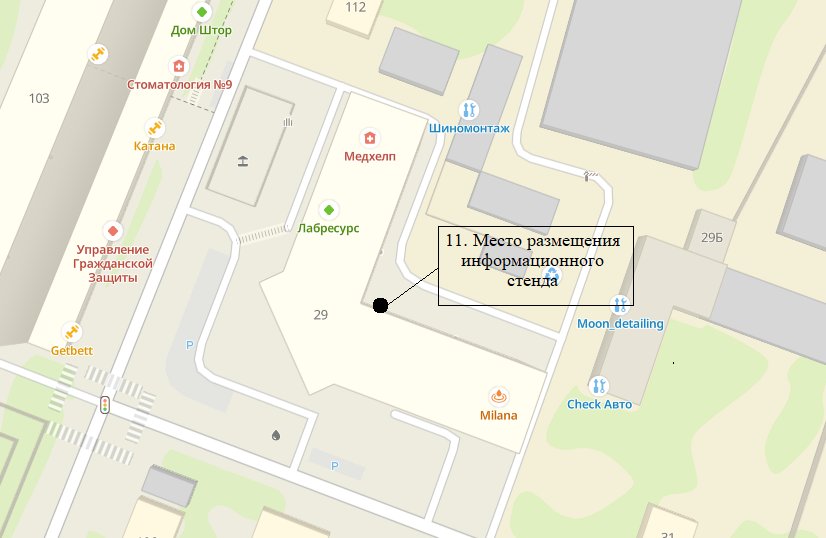 112
Дом Штор
103
Стоматология №9
Катана
Шиномонтаж
Медхелп
Лабресурс
Управление
Гражданской
Защиты
11. Место размещения
информационного
стенда
29Б
29
Moon_detailing
P
Getbett
Milana
Check Авто
P
31